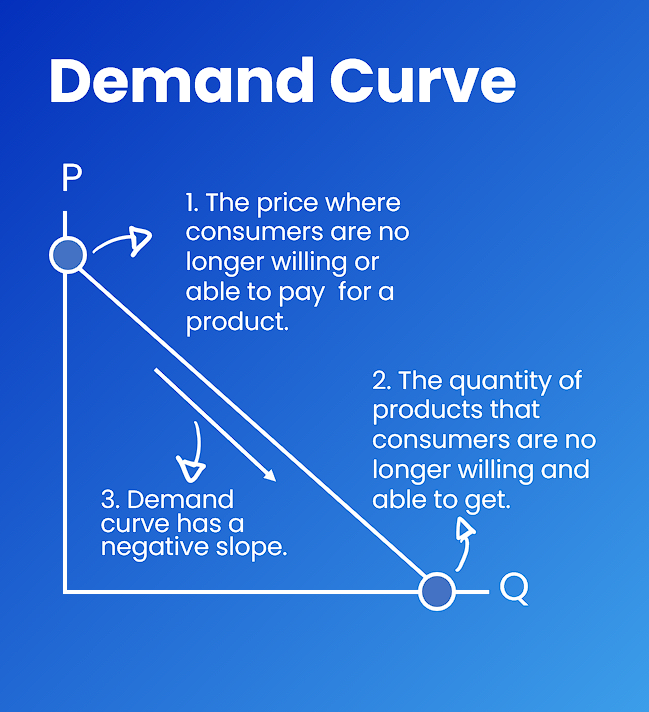 Demand Curve
P
1. The price where
consumers are no
longer willing or
able to pay  for a
product.
2. The quantity of
products that
consumers are no
longer willing and
able to get.
3. Demand
curve has a
negative slope.
Q